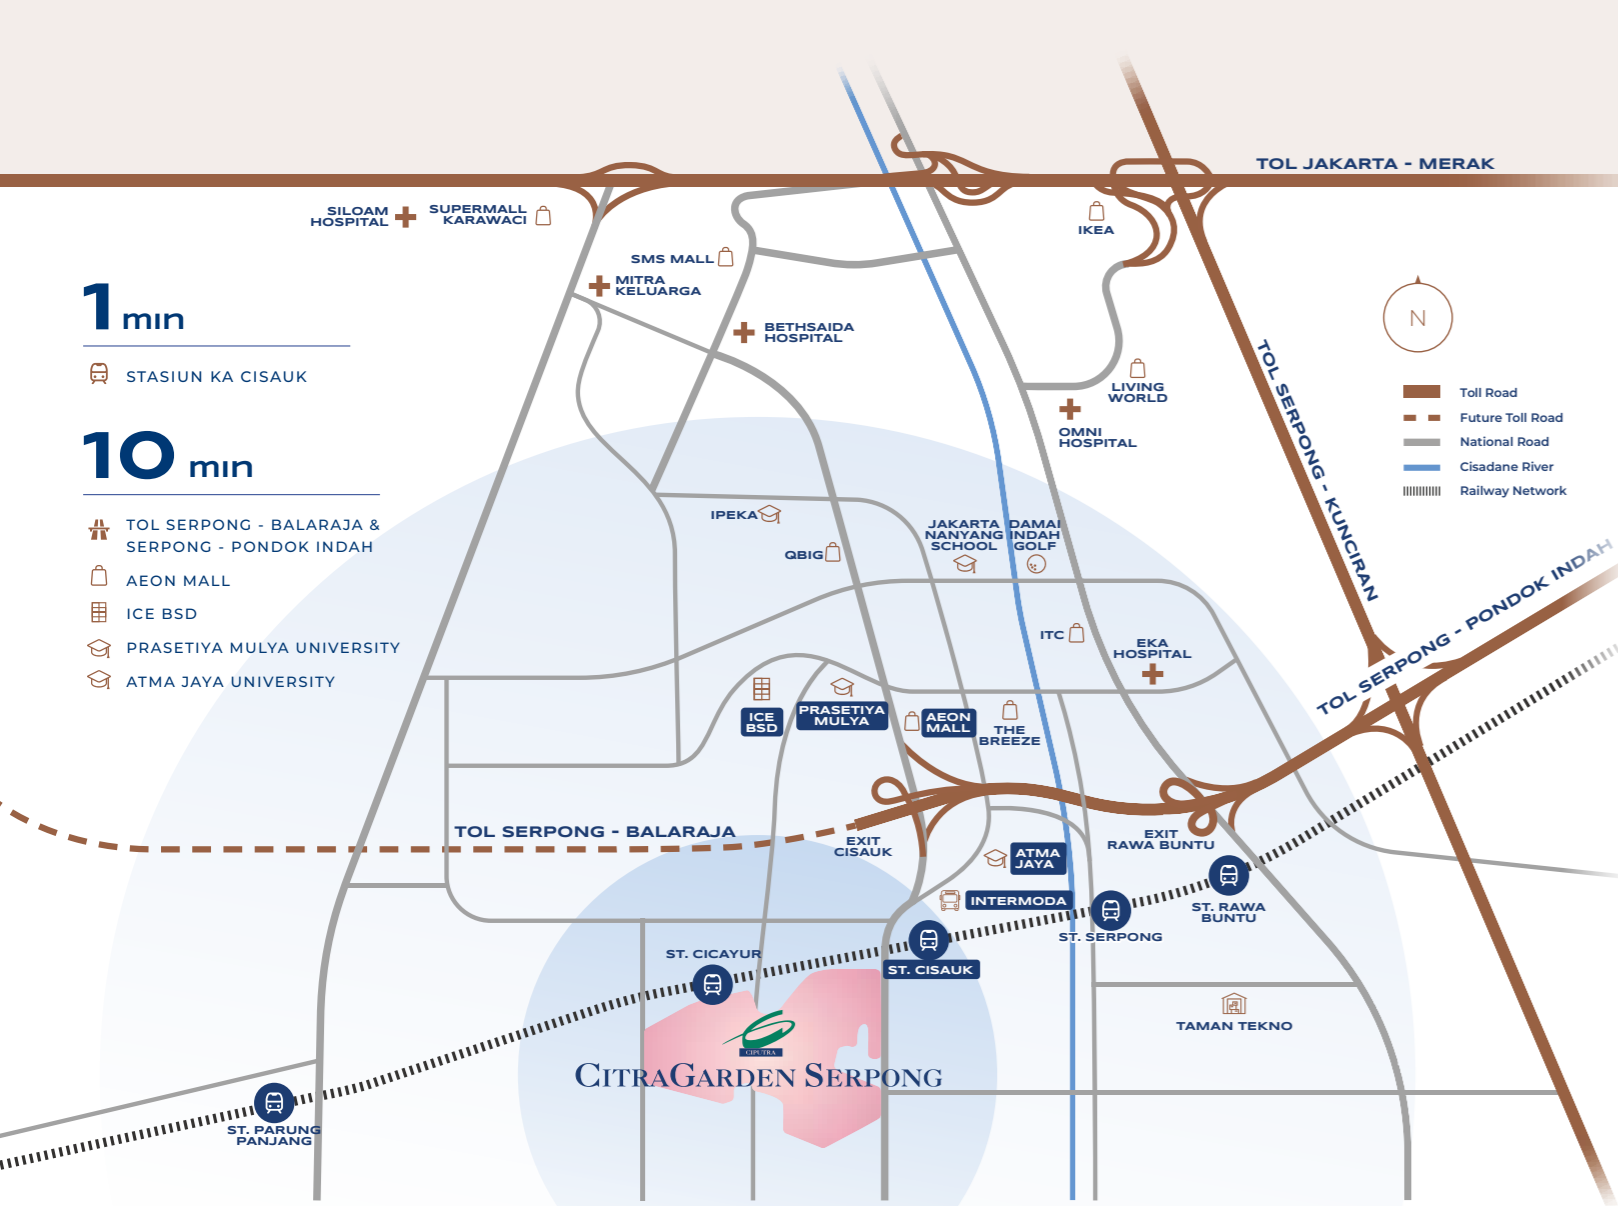 TOL JAKARTA - MERAK
SILOAM
HOSPITAL
SUPERMALL
KARAWACI
IKEA
SMS MALL
MITRA
KELUARGA
BETHSAIDA
HOSPITAL
1 min
STASIUN KA CISAUK
10 min
TOL SERPONG - BALARAJA &
SERPONG - PONDOK INDAH
AEON MALL
ICE BSD
PRASETIYA MULYA UNIVERSITY
ATMA JAYA UNIVERSITY
N
Toll Road
Future Toll Road
National Road
Cisadane River
Railway Network
TOL SERPONG - KUNCIRAN
LIVING
WORLD
OMNI
HOSPITAL
IPEKA
QBIG
JAKARTA
NANYANG
SCHOOL
DAMAI
INDAH
GOLF
TOL SERPONG - PONDOK INDAH
ITC
EKA
HOSPITAL
ICE
BSD
PRASETIYA
MULYA
AEON
MALL
THE
BREEZE
TOL SERPONG - BALARAJA
EXIT
CISAUK
EXIT
RAWA BUNTU
ATMA
JAYA
INTERMODA
ST. RAWA
BUNTU
ST. SERPONG
ST. CICAYUR
ST. CISAUK
TAMAN TEKNO
CIPUTRA
CITRAGARDEN SERPONG
ST. PARUNG
PANJANG